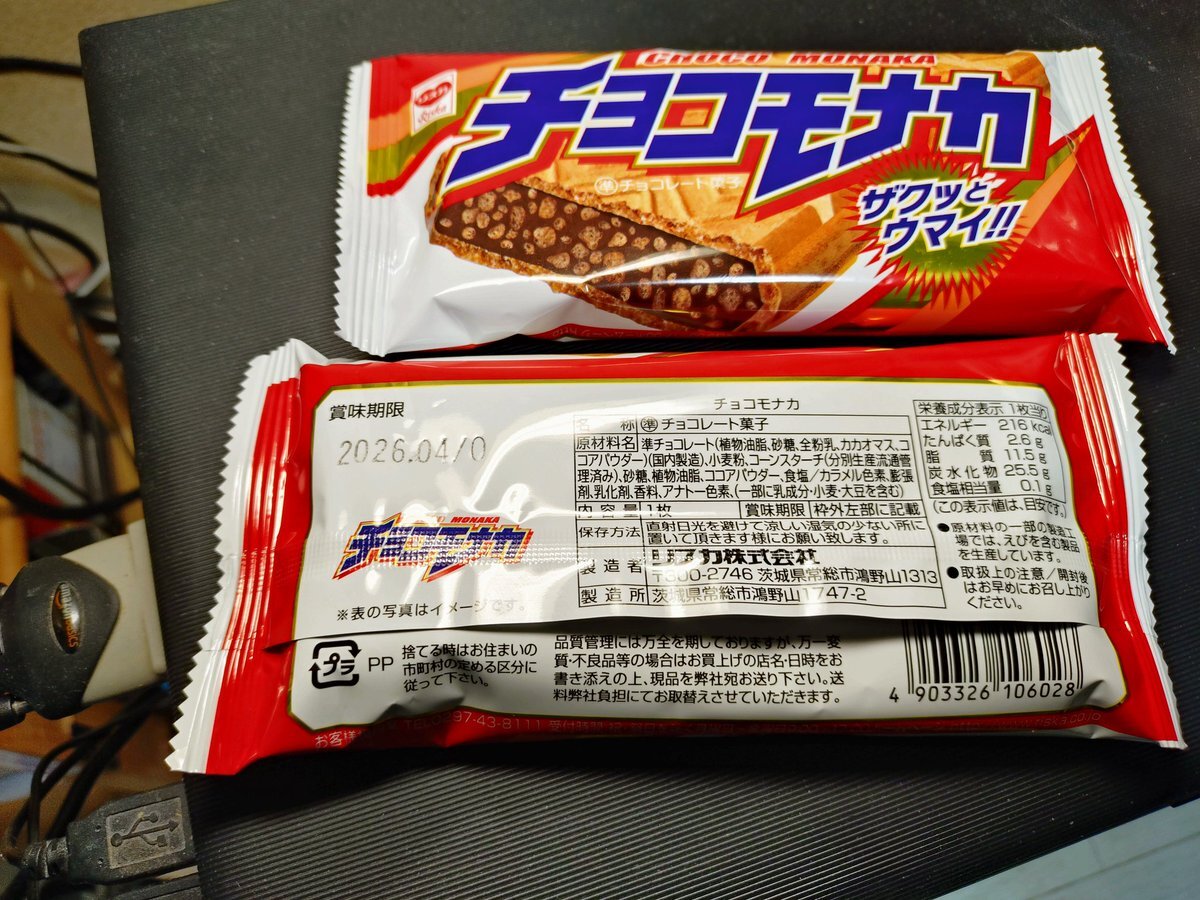 CHOCO MONAKA
リスカ
Riska
チョコモナカ
準チョコレート菓子
ザクッと
ウマイ!!
賞味期限
2026.04/0
CHOCO MONAKA
チョコモナカ
※表の写真はイメージです。
チョコモナカ
名 称 準チョコレート菓子
原材料名 準チョコレート(植物油脂、砂糖、全粉乳、カカオマス、コ
コアパウダー)(国内製造)、小麦粉、コーンスターチ(分別生産流通管
理済み)、砂糖、植物油脂、ココアパウダー、食塩/カラメル色素、膨張
剤、乳化剤、香料、アナトー色素、(一部に乳成分・小麦・大豆を含む)
内容量 1枚 賞味期限 枠外左部に記載
保存方法 直射日光を避けて涼しい湿気の少ない所に
置いて頂きます様にお願い致します。
製造者 リスカ株式会社
〒300-2746 茨城県常総市鴻野山1313
製造所 茨城県常総市鴻野山1747-2
栄養成分表示 1枚当り
エネルギー 216 kcal
たんぱく質 2.6 g
脂質 11.5 g
炭水化物 25.5 g
食塩相当量 0.1 g
(この表示値は、目安です。)
●原材料の一部の製造工
場では、えびを含む製品
を生産しています。
●取扱上の注意/開封後
はお早めにお召し上がり
ください。
プラ PP
捨てる時はお住まいの
市町村の定める区分に
従って下さい。
品質管理には万全を期しておりますが、万一変
質・不良品等の場合はお買上げの店名・日時をお
書き添えの上、現品を弊社宛お送り下さい。送
料弊社負担にてお取替えさせていただきます。
4 903326 106028
お客様 TEL0297-43-8111 受付時間